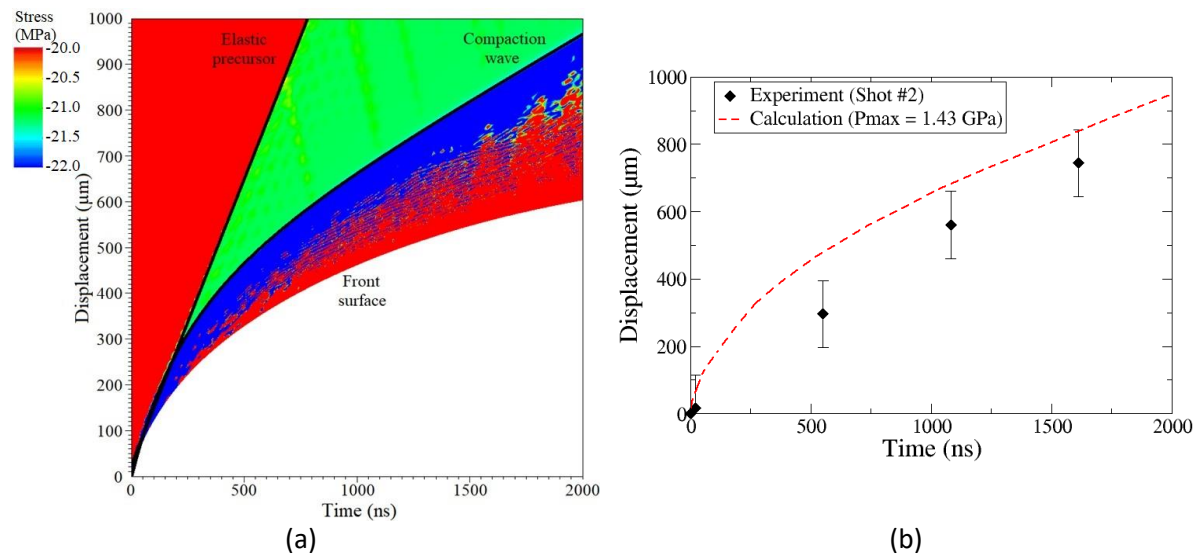 Stress
(MPa)
-20.0
-20.5
-21.0
-21.5
-22.0
Displacement (µm)
1000
900
800
700
600
500
400
300
200
100
0
Elastic
precursor
Compaction
wave
Front
surface
0
500
1000
1500
2000
Time (ns)
(a)
Displacement (µm)
1000
800
600
400
200
0
Experiment (Shot #2)
Calculation (Pmax = 1.43 GPa)
0
500
1000
1500
2000
Time (ns)
(b)